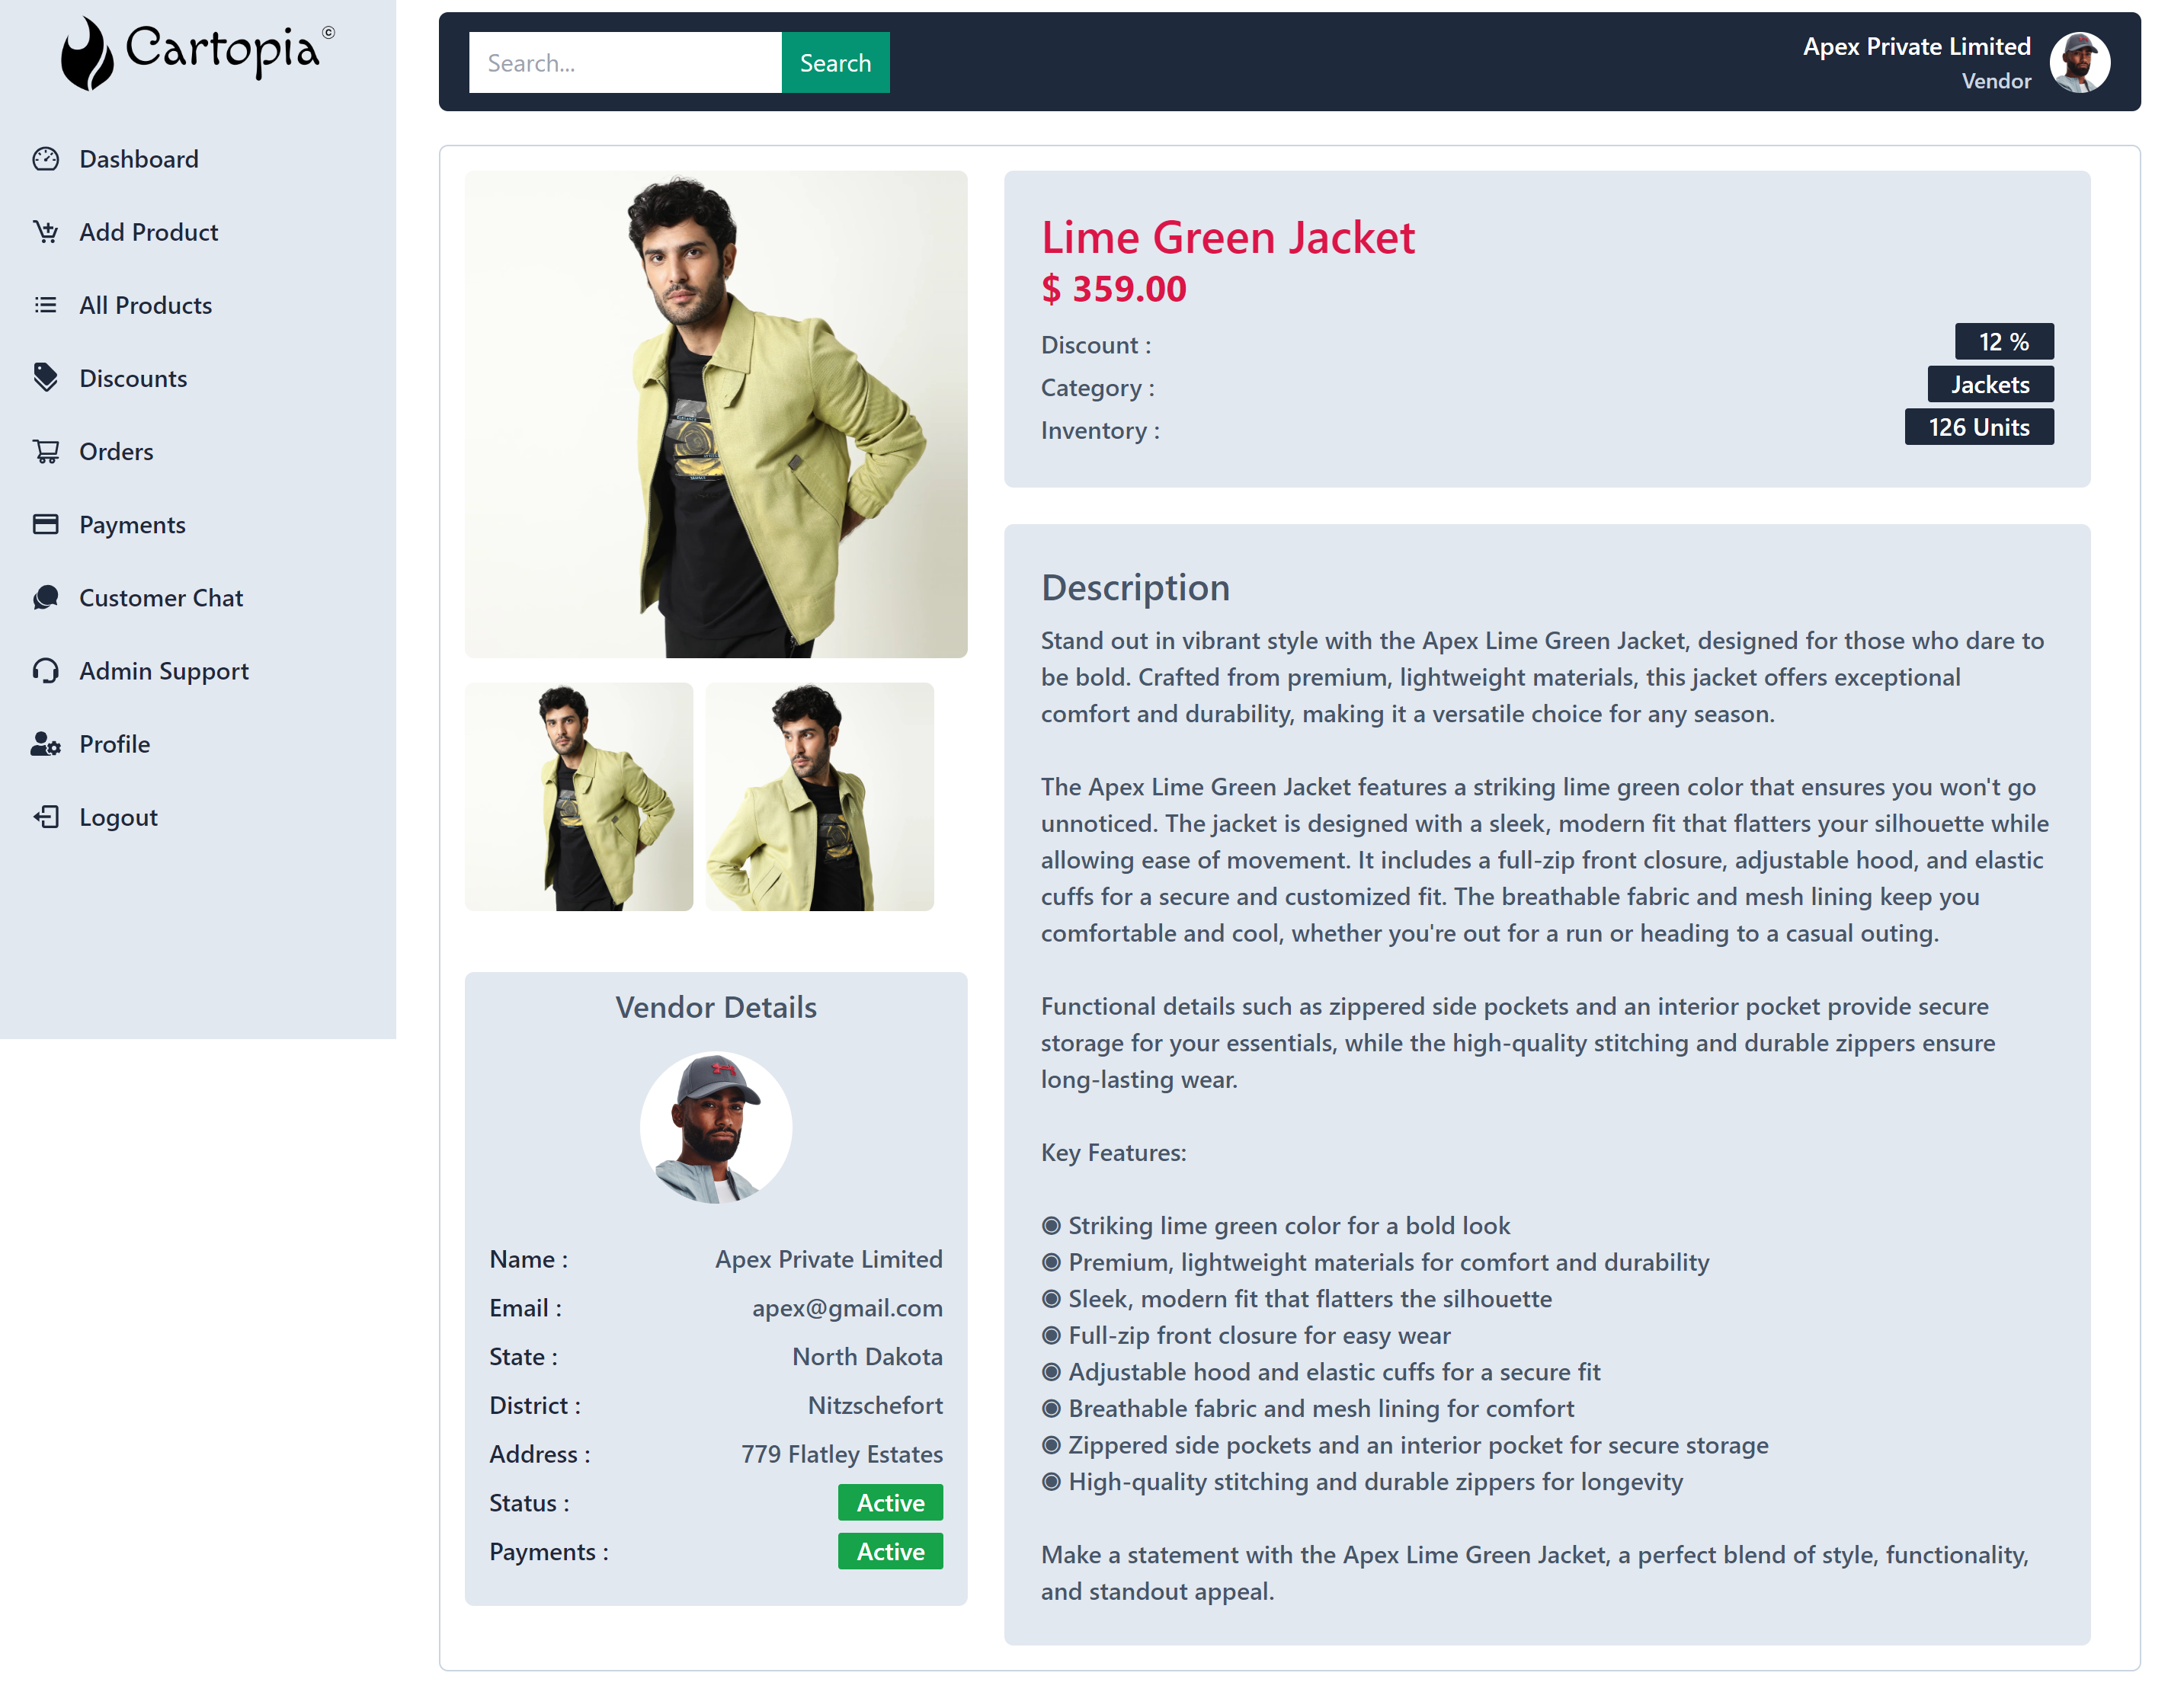 Cartopia©
Dashboard
Add Product
All Products
Discounts
Orders
Payments
Customer Chat
Admin Support
Profile
Logout
Search...
Search
Apex Private Limited
Vendor
Lime Green Jacket
$ 359.00
Discount :
12 %
Category :
Jackets
Inventory :
126 Units
Vendor Details
Name :
Apex Private Limited
Email :
apex@gmail.com
State :
North Dakota
District :
Nitzschefort
Address :
779 Flatley Estates
Status :
Active
Payments :
Active
Description
Stand out in vibrant style with the Apex Lime Green Jacket, designed for those who dare to
be bold. Crafted from premium, lightweight materials, this jacket offers exceptional
comfort and durability, making it a versatile choice for any season.
The Apex Lime Green Jacket features a striking lime green color that ensures you won't go
unnoticed. The jacket is designed with a sleek, modern fit that flatters your silhouette while
allowing ease of movement. It includes a full-zip front closure, adjustable hood, and elastic
cuffs for a secure and customized fit. The breathable fabric and mesh lining keep you
comfortable and cool, whether you're out for a run or heading to a casual outing.
Functional details such as zippered side pockets and an interior pocket provide secure
storage for your essentials, while the high-quality stitching and durable zippers ensure
long-lasting wear.
Key Features:
◉ Striking lime green color for a bold look
◉ Premium, lightweight materials for comfort and durability
◉ Sleek, modern fit that flatters the silhouette
◉ Full-zip front closure for easy wear
◉ Adjustable hood and elastic cuffs for a secure fit
◉ Breathable fabric and mesh lining for comfort
◉ Zippered side pockets and an interior pocket for secure storage
◉ High-quality stitching and durable zippers for longevity
Make a statement with the Apex Lime Green Jacket, a perfect blend of style, functionality,
and standout appeal.